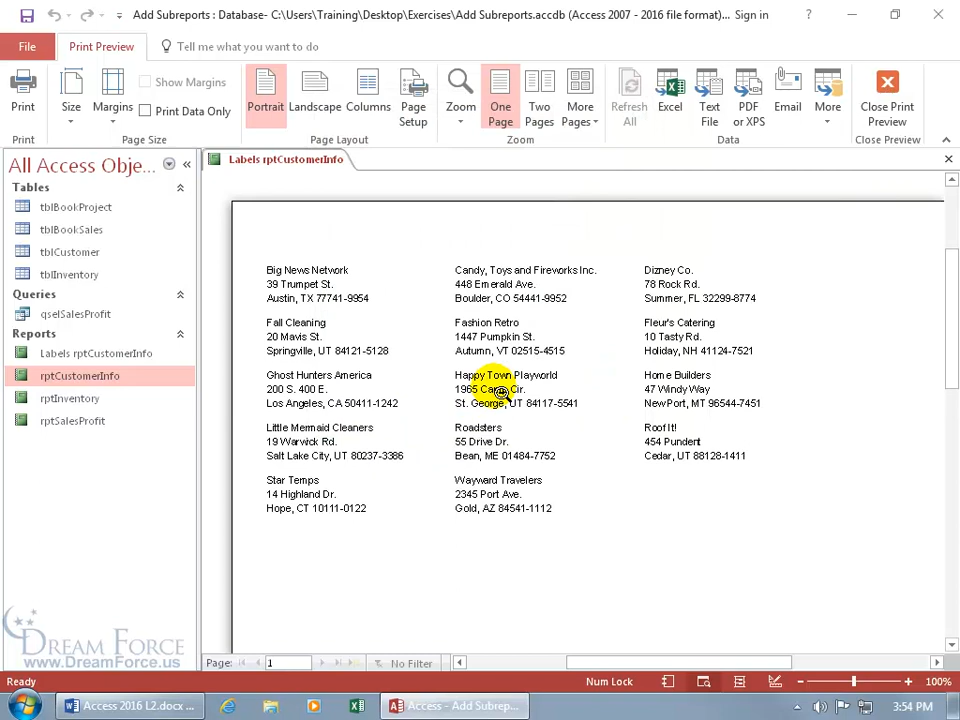 Add Subreports : Database- C:\Users\Training\Desktop\Exercises\Add Subreports.accdb (Access 2007 - 2016 file format)... Sign in ?
File Print Preview Tell me what you want to do
Print
Size
Margins
Show Margins
Print Data Only
Portrait
Landscape
Columns
Page Setup
Zoom
One Page
Two Pages
More Pages
Refresh All
Excel
Text File
PDF or XPS
Email
More
Close Print Preview
Print Page Size Page Layout Zoom Data Close Preview
All Access Obje...
Tables
tblBookProject
tblBookSales
tblCustomer
tblInventory
Queries
qselSalesProfit
Reports
Labels rptCustomerInfo
rptCustomerInfo
rptInventory
rptSalesProfit
Labels rptCustomerInfo
Big News Network
39 Trumpet St.
Austin, TX 77741-9954
Candy, Toys and Fireworks Inc.
448 Emerald Ave.
Boulder, CO 54441-9952
Dizney Co.
78 Rock Rd.
Summer, FL 32299-8774
Fall Cleaning
20 Mavis St.
Springville, UT 84121-5128
Fashion Retro
1447 Pumpkin St.
Autumn, VT 02515-4515
Fleur's Catering
10 Tasty Rd.
Holiday, NH 41124-7521
Ghost Hunters America
200 S. 400 E.
Los Angeles, CA 50411-1242
Happy Town Playworld
1965 Cir.
St. George, UT 84117-5541
Home Builders
47 Windy Way
NewPort, MT 96544-7451
Little Mermaid Cleaners
19 Warwick Rd.
Salt Lake City, UT 80237-3386
Roadsters
55 Drive Dr.
Bean, ME 01484-7752
Roof It!
454 Pundent
Cedar, UT 88128-1411
Star Temps
14 Highland Dr.
Hope, CT 10111-0122
Wayward Travelers
2345 Port Ave.
Gold, AZ 84541-1112
DREAM FORCE
www.DreamForce.us
Page: 1 No Filter
Ready Num Lock 100%
Access 2016 L2.docx ... Access - Add Subrep... 3:54 PM